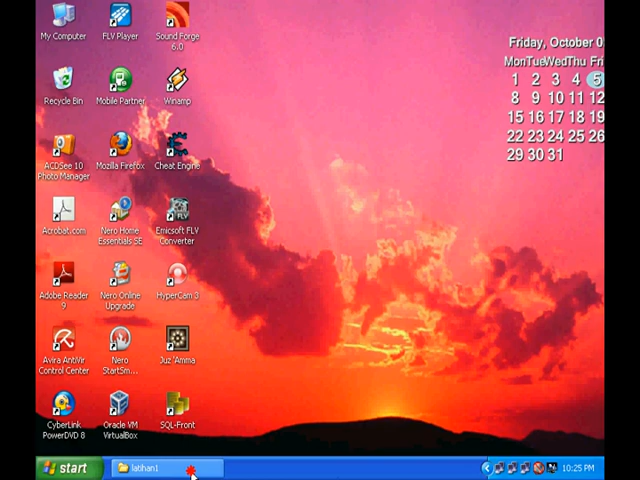 My Computer
FLV Player
Sound Forge
6.0
Recycle Bin
Mobile Partner
Winamp
ACDSee 10
Photo Manager
Mozilla Firefox
Cheat Engine
Acrobat.com
Nero Home
Essentials SE
Emicsoft FLV
Converter
Adobe Reader
9
Nero Online
Upgrade
HyperCam 3
Avira AntiVir
Control Center
Nero
StartSm...
Juz 'Amma
CyberLink
PowerDVD 8
Oracle VM
VirtualBox
SQL-Front
Friday, October 0
Mon Tue Wed Thu Fri
1 2 3 4 5
8 9 10 11 12
15 16 17 18 19
22 23 24 25 26
29 30 31
start
latihan1
10:25 PM